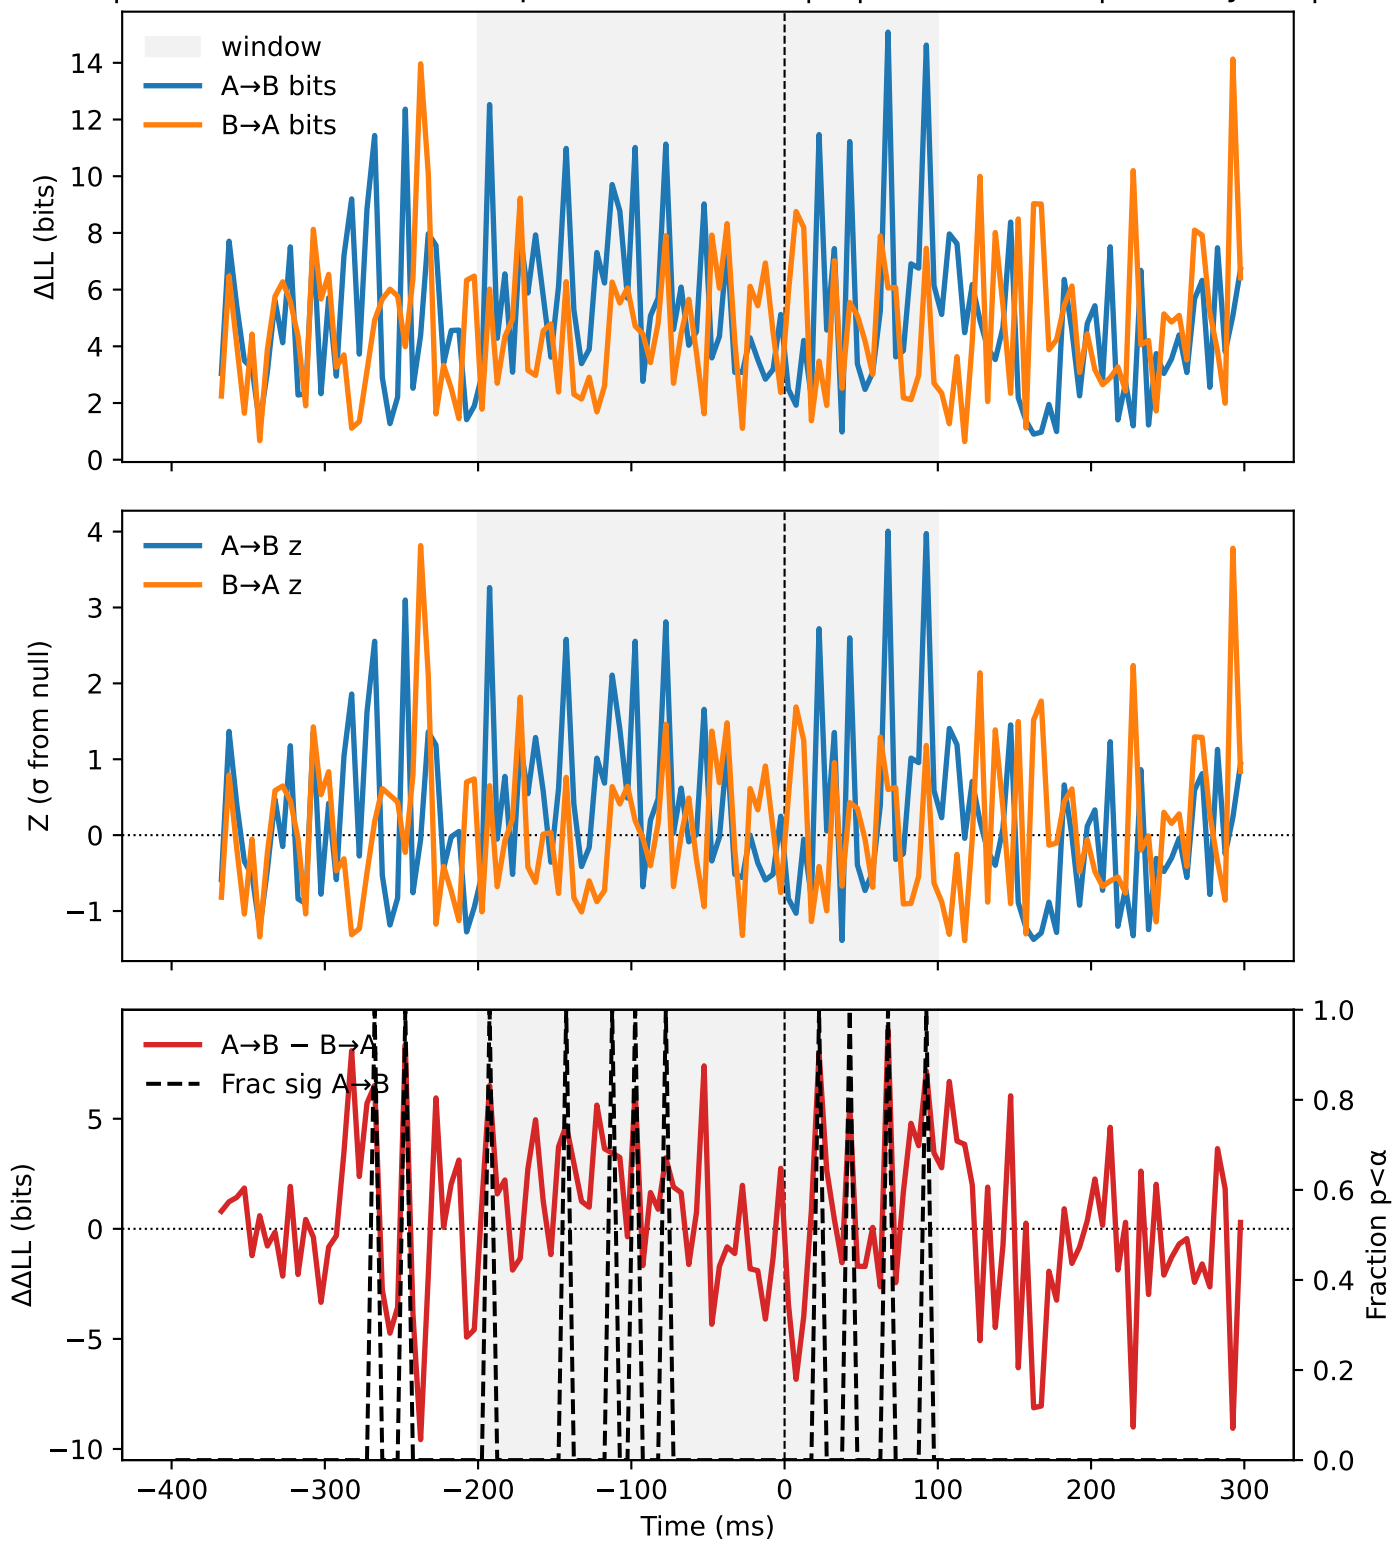 window
A→B bits
B→A bits
ΔLL (bits)
14
12
10
8
6
4
2
0
A→B z
B→A z
Z (σ from null)
4
3
2
1
0
−1
A→B − B→A
Frac sig A→B
ΔΔLL (bits)
5
0
−5
−10
1.0
0.8
0.6
0.4
0.2
0.0
Fraction p<α
−400
−300
−200
−100
0
100
200
300
Time (ms)